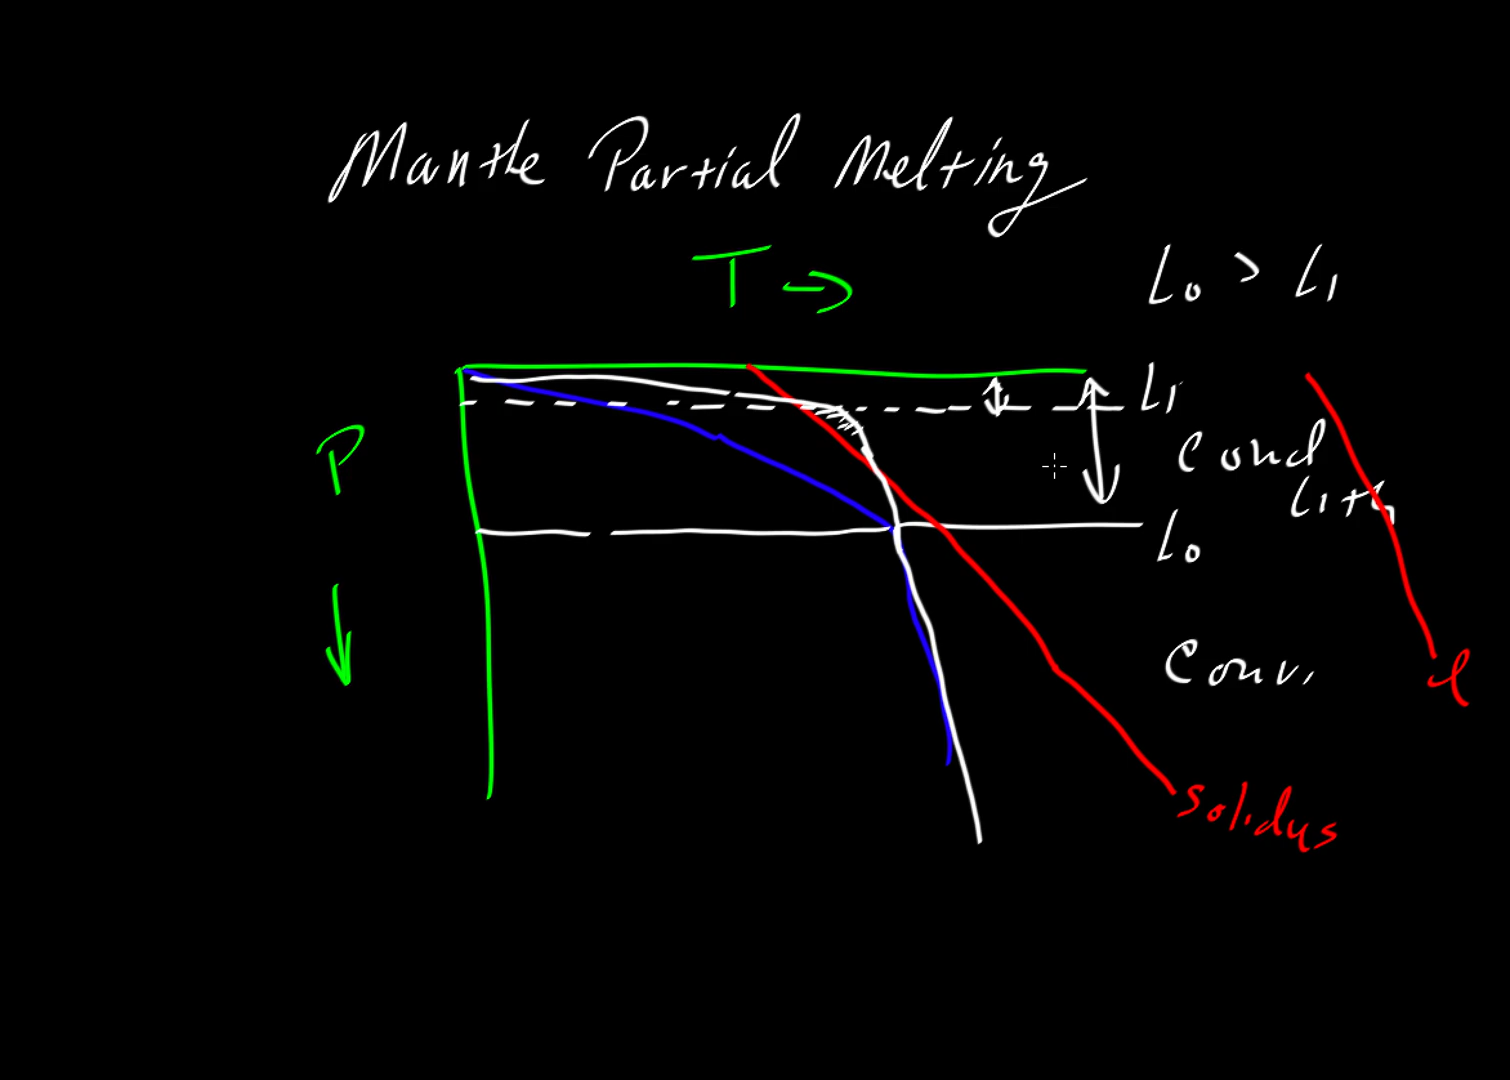 Mantle Partial Melting
T →
L₀ > L₁
L₁
P
Cond
Lith
L₀
Conv.
l
solidus